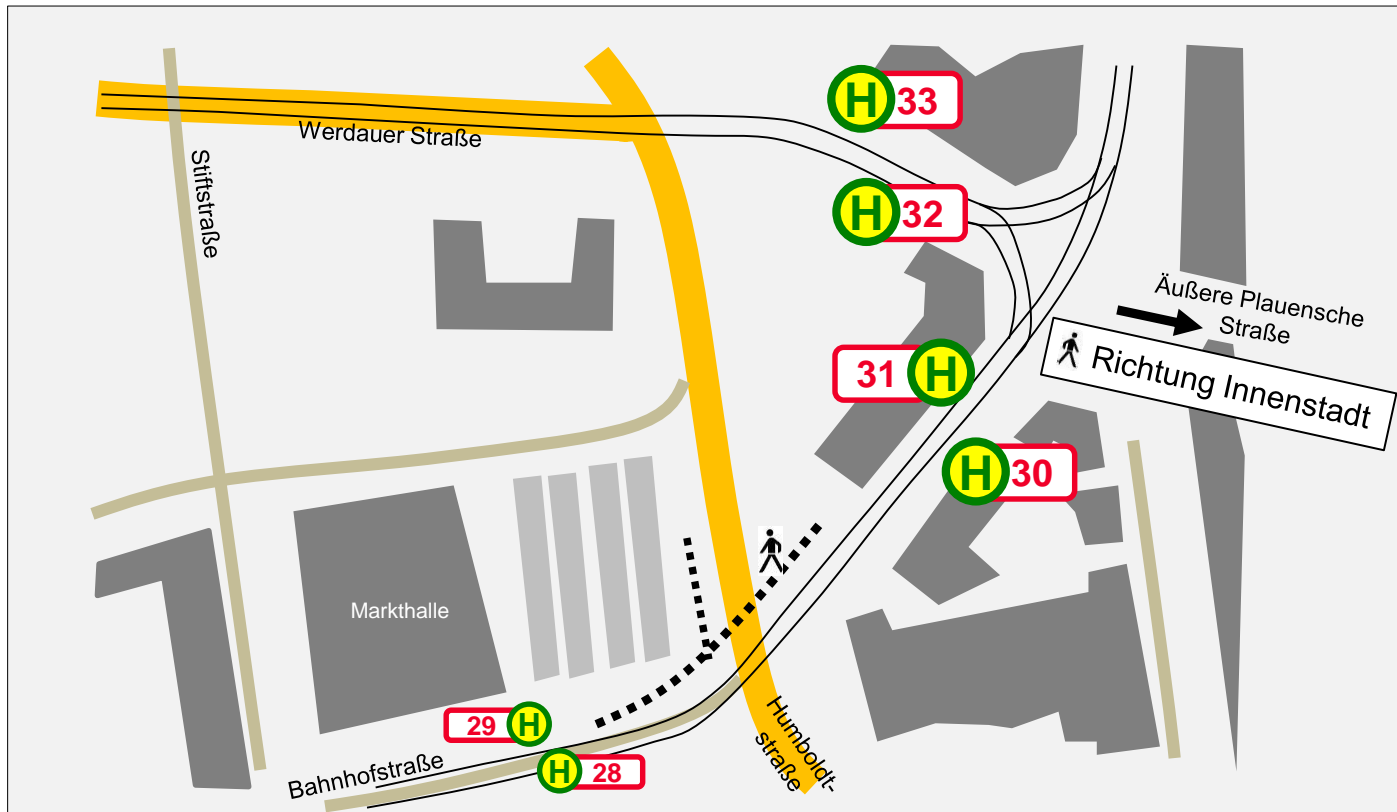 H 33
Werdauer Straße
Stiftstraße
H 32
Äußere Plauensche
Straße
Richtung Innenstadt
31 H
H 30
Markthalle
29 H
Humboldt-
straße
Bahnhofstraße
H 28